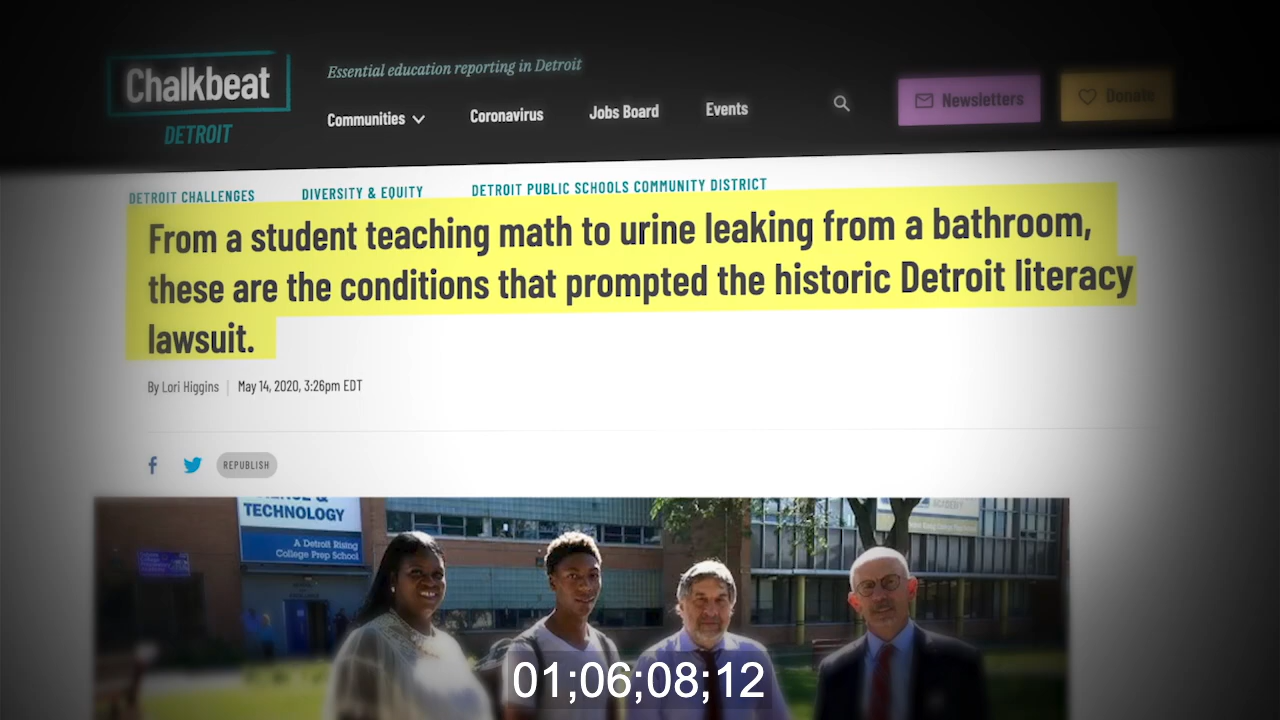 Chalkbeat
DETROIT
Essential education reporting in Detroit
Communities
Coronavirus
Jobs Board
Events
Newsletters
Donate
DETROIT CHALLENGES
DIVERSITY & EQUITY
DETROIT PUBLIC SCHOOLS COMMUNITY DISTRICT
From a student teaching math to urine leaking from a bathroom,
these are the conditions that prompted the historic Detroit literacy
lawsuit.
By Lori Higgins | May 14, 2020, 3:26pm EDT
REPUBLISH
TECHNOLOGY
A Detroit Rising
College Prep School
01;06;08;12